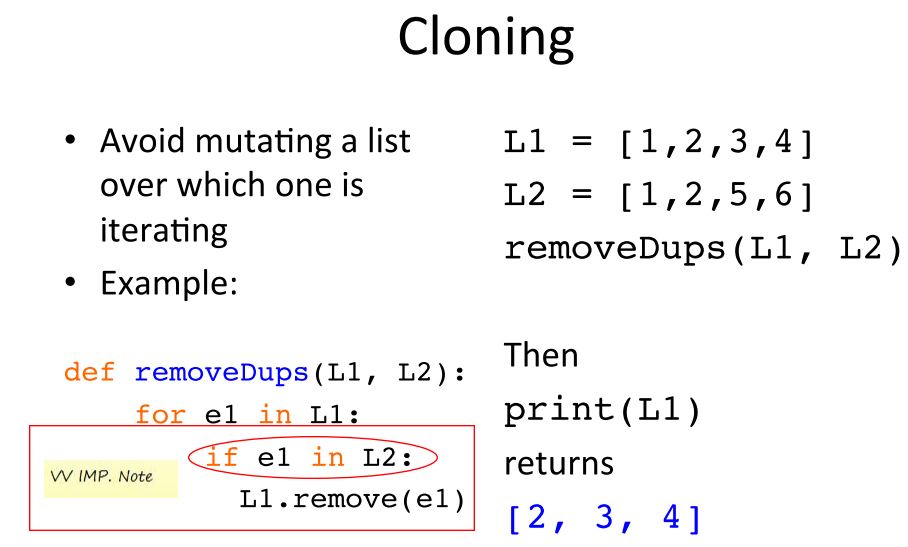 Cloning
• Avoid mutating a list
over which one is
iterating
• Example:
def removeDups(L1, L2):
for e1 in L1:
if e1 in L2:
VV IMP. Note
L1.remove(e1)
L1 = [1,2,3,4]
L2 = [1,2,5,6]
removeDups(L1, L2)
Then
print(L1)
returns
[2, 3, 4]